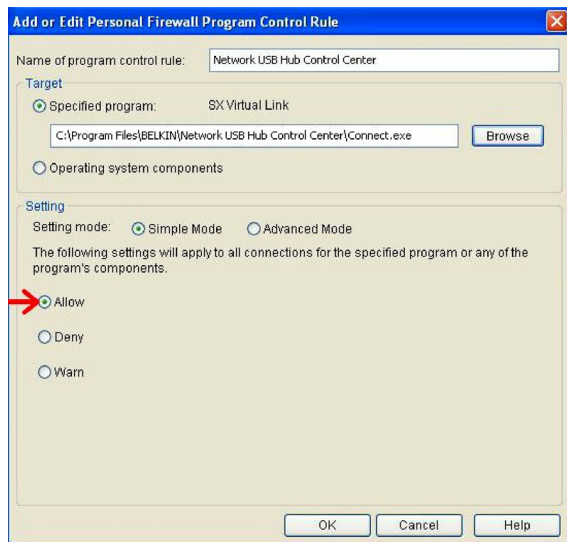 Add or Edit Personal Firewall Program Control Rule
Name of program control rule: Network USB Hub Control Center
Target
Specified program: SX Virtual Link
C:\Program Files\BELKIN\Network USB Hub Control Center\Connect.exe Browse
Operating system components
Setting
Setting mode: Simple Mode Advanced Mode
The following settings will apply to all connections for the specified program or any of the
program's components.
Allow
Deny
Warn
OK Cancel Help